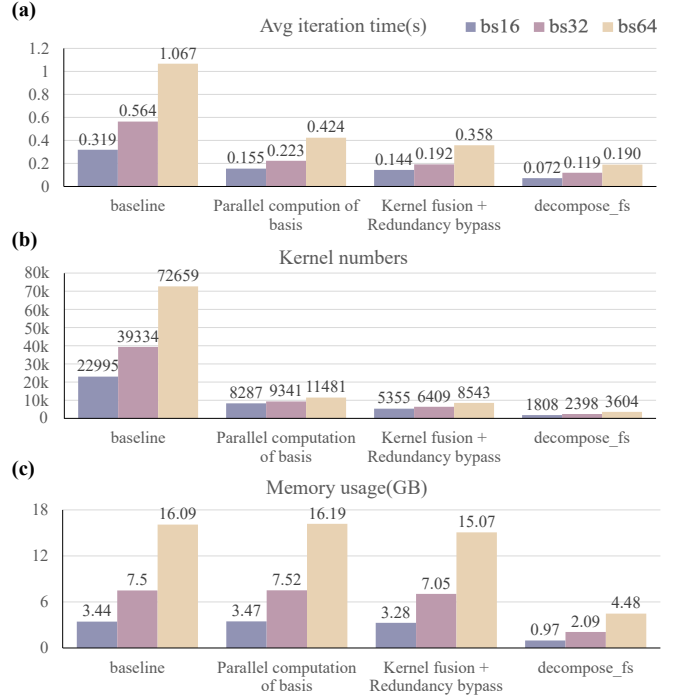 (a)
Avg iteration time(s)
bs16 bs32 bs64
1.2
1
0.8
0.6
0.4
0.2
0
0.319 0.564 1.067
0.155 0.223 0.424
0.144 0.192 0.358
0.072 0.119 0.190
baseline
Parallel compution of
basis
Kernel fusion +
Redundancy bypass
decompose_fs
(b)
Kernel numbers
80k
70k
60k
50k
40k
30k
20k
10k
0
22995 39334 72659
8287 9341 11481
5355 6409 8543
1808 2398 3604
baseline
Parallel computation
of basis
Kernel fusion +
Redundancy bypass
decompose_fs
(c)
Memory usage(GB)
18
12
6
0
3.44 7.5 16.09
3.47 7.52 16.19
3.28 7.05 15.07
0.97 2.09 4.48
baseline
Parallel computation
of basis
Kernel fusion +
Redundancy bypass
decompose_fs